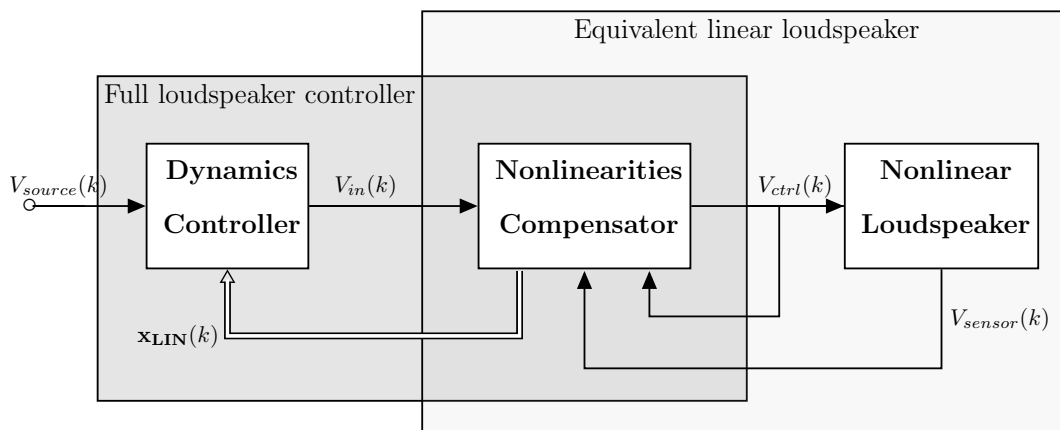 Equivalent linear loudspeaker
Full loudspeaker controller
V_{source}(k)
Dynamics
Controller
V_{in}(k)
Nonlinearities
Compensator
V_{ctrl}(k)
Nonlinear
Loudspeaker
x_{LIN}(k)
V_{sensor}(k)